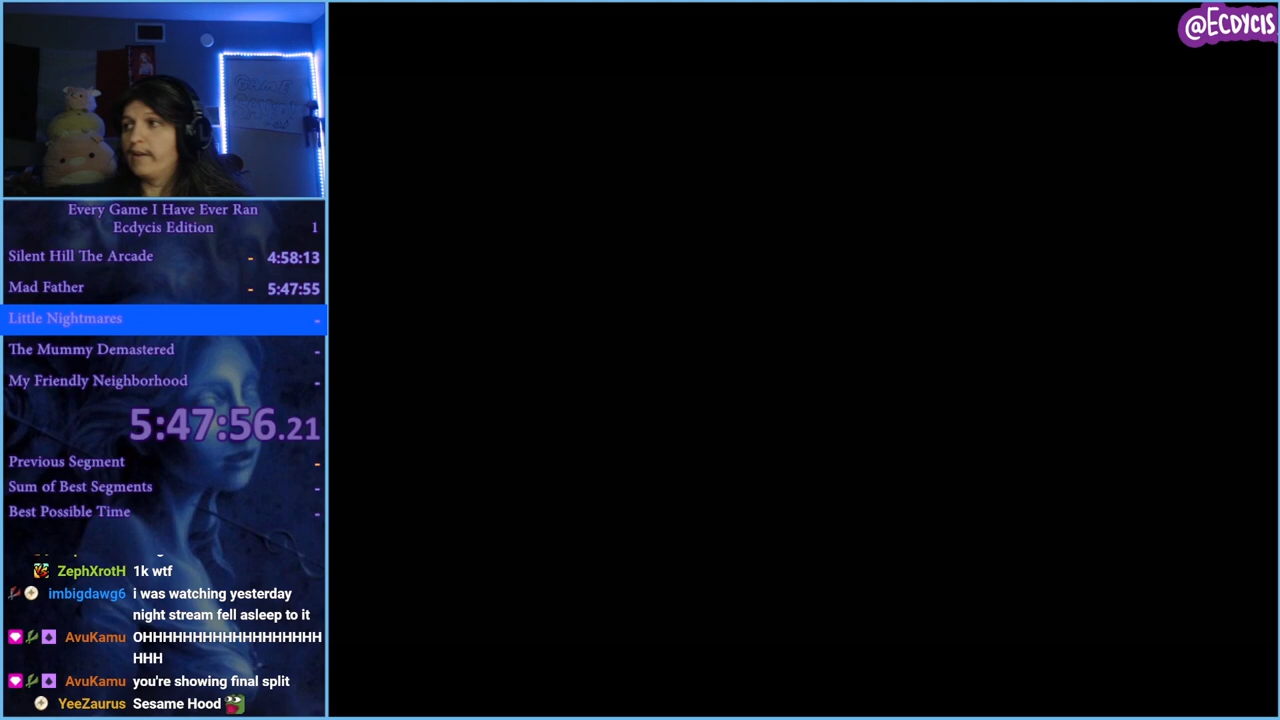 @ECDYCIS
GAME
Every Game I Have Ever Ran
Ecdycis Edition 1
Silent Hill The Arcade - 4:58:13
Mad Father - 5:47:55
Little Nightmares -
The Mummy Demastered -
My Friendly Neighborhood -
5:47:56.21
Previous Segment -
Sum of Best Segments -
Best Possible Time -
ZephXrotH 1k wtf
imbigdawg6 i was watching yesterday
night stream fell asleep to it
AvuKamu OHHHHHHHHHHHHHHHHHH
HHH
AvuKamu you're showing final split
YeeZaurus Sesame Hood